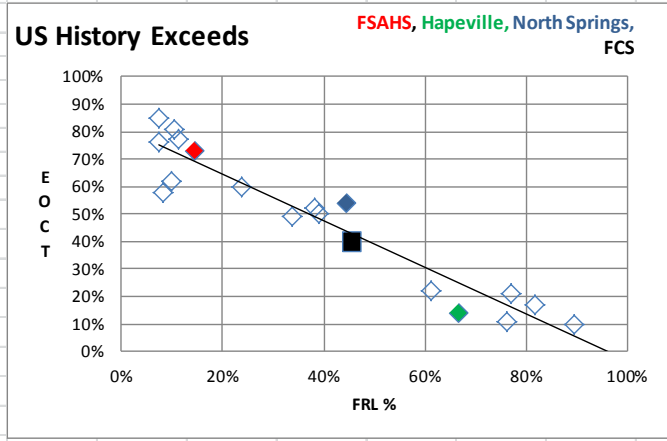 US History Exceeds
FSAHS, Hapeville, North Springs,
FCS
100%
90%
80%
70%
60%
50%
40%
30%
20%
10%
0%
E
O
C
T
0%
20%
40%
60%
80%
100%
FRL %